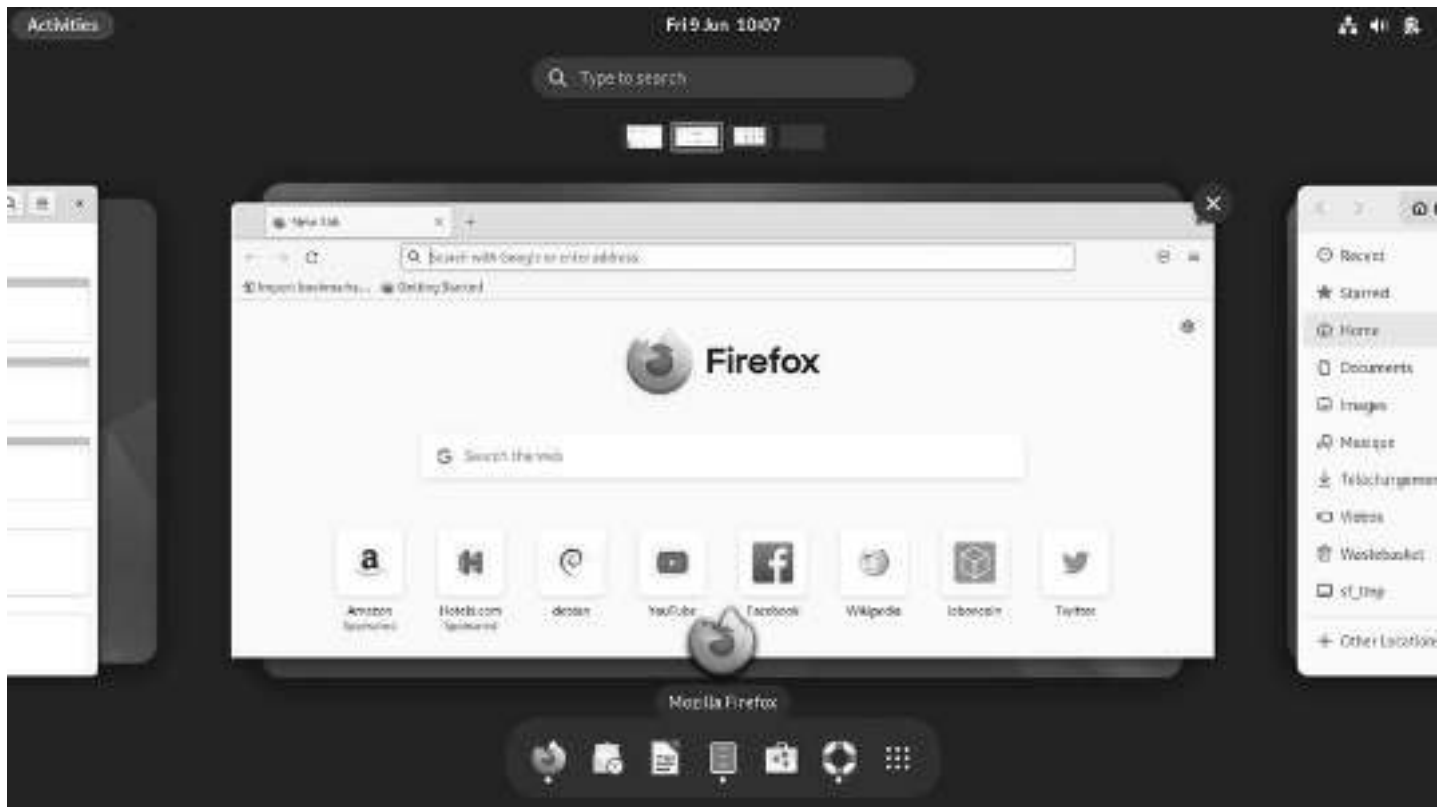 Activities
Fri 9 Jun 10:07
Type to search
New Tab
Search with Google or enter address
Import bookmarks...
Getting Started
Firefox
Search the web
Amazon
Sponsored
Hotels.com
Sponsored
debian
YouTube
Facebook
Wikipedia
leboncoin
Twitter
Recent
Starred
Home
Documents
Images
Musique
Videos
Wastebasket
sf_tmp
Other Locations
Mozilla Firefox